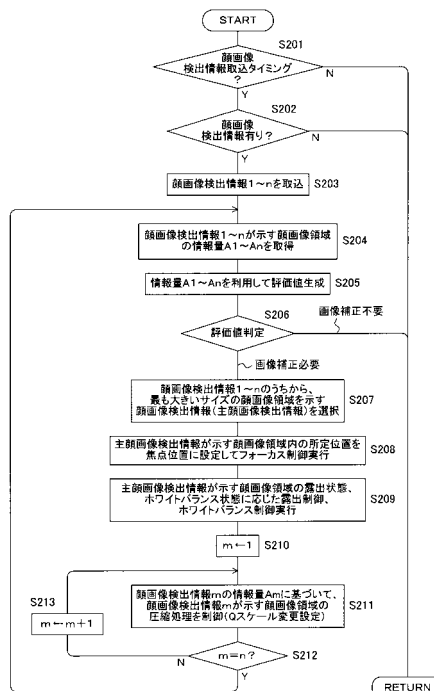 START
S201
顔画像
検出情報取込タイミング
?
N
Y
S202
顔画像
検出情報有り?
N
Y
顔画像検出情報1~nを取込
S203
顔画像検出情報1~nが示す顔画像領域
の情報量A1~Anを取得
S204
情報量A1~Anを利用して評価値生成
S205
S206
評価値判定
画像補正不要
画像補正必要
顔画像検出情報1~nのうちから、
最も大きいサイズの顔画像領域を示す
顔画像検出情報(主顔画像検出情報)を選択
S207
主顔画像検出情報が示す顔画像領域内の所定位置を
焦点位置に設定してフォーカス制御実行
S208
主顔画像検出情報が示す顔画像領域の露出状態、
ホワイトバランス状態に応じた露出制御、
ホワイトバランス制御実行
S209
m←1
S210
S213
m←m+1
顔画像検出情報mの情報量Amに基づいて、
顔画像検出情報mが示す顔画像領域の
圧縮処理を制御(Qスケール変更設定)
S211
m=n?
S212
N
Y
RETURN